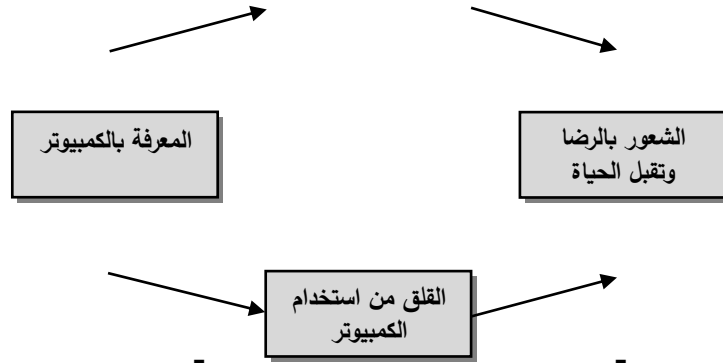 المعرفة بالكمبيوتر
الشعور بالرضا
وتقبل الحياة
القلق من استخدام
الكمبيوتر